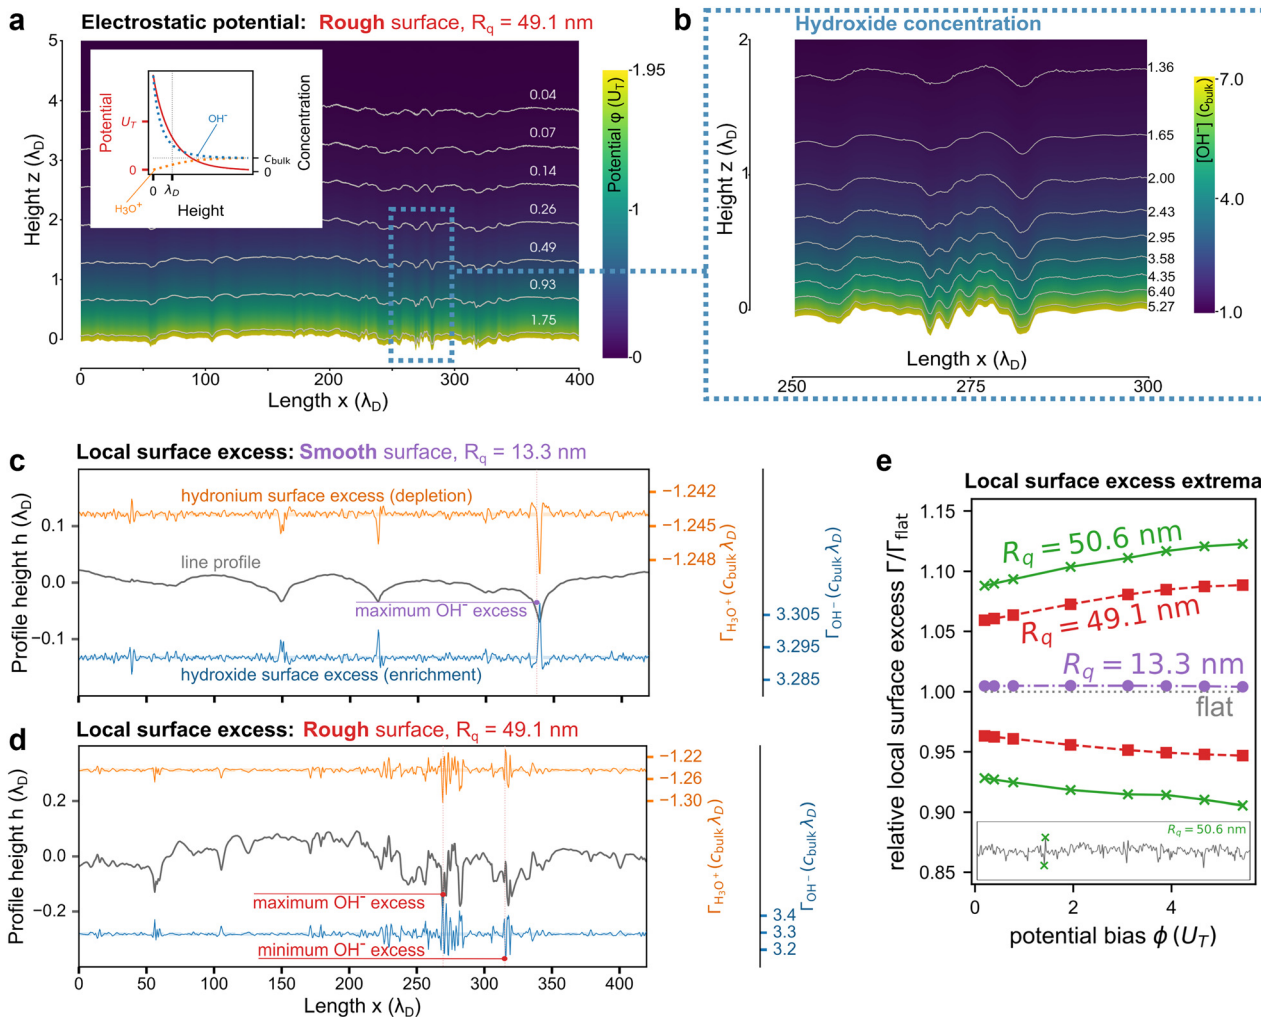 a
Electrostatic potential: Rough surface, Rq = 49.1 nm
5
4
3
2
1
0
Height z (λD)
0
100
200
300
400
Length x (λD)
0.04
0.07
0.14
0.26
0.49
0.93
1.75
Potential
UT
0
OH⁻
H3O⁺
0
λD
Height
Concentration
cbulk
0
Potential φ (UT)
-1.95
-1
-0
b
Hydroxide concentration
2
1
0
Height z (λD)
1.36
1.65
2.00
2.43
2.95
3.58
4.35
6.40
5.27
Length x (λD)
250
275
300
[OH⁻] (cbulk)
-7.0
-4.0
-1.0
c
Local surface excess: Smooth surface, Rq = 13.3 nm
Profile height h (λD)
0.1
0.0
−0.1
hydronium surface excess (depletion)
line profile
maximum OH⁻ excess
hydroxide surface excess (enrichment)
−1.242
−1.245
−1.248
ΓH3O⁺ (cbulk λD)
ΓOH⁻ (cbulk λD)
3.305
3.295
3.285
d
Local surface excess: Rough surface, Rq = 49.1 nm
Profile height h (λD)
0.2
0.0
−0.2
maximum OH⁻ excess
minimum OH⁻ excess
0
50
100
150
200
250
300
350
400
Length x (λD)
−1.22
−1.26
−1.30
ΓH3O⁺ (cbulk λD)
ΓOH⁻ (cbulk λD)
3.4
3.3
3.2
e
Local surface excess extrema
relative local surface excess Γ/Γflat
1.15
1.10
1.05
1.00
0.95
0.90
0.85
Rq = 50.6 nm
Rq = 49.1 nm
Rq = 13.3 nm
flat
Rq = 50.6 nm
0
2
4
potential bias ϕ (UT)